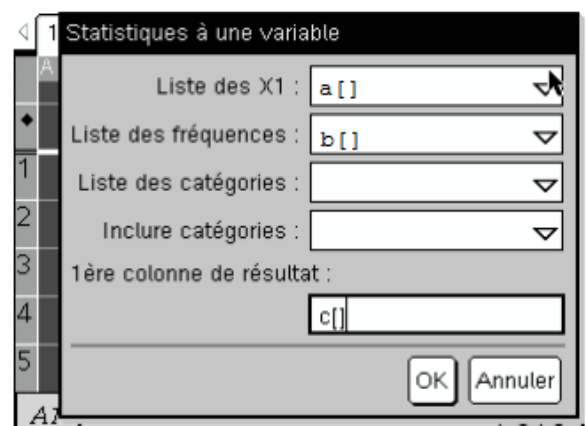 1 Statistiques à une variable
A
Liste des X1 : a[]
Liste des fréquences : b[]
1 Liste des catégories :
2 Inclure catégories :
3 1ère colonne de résultat :
4 c[]
5 OK Annuler